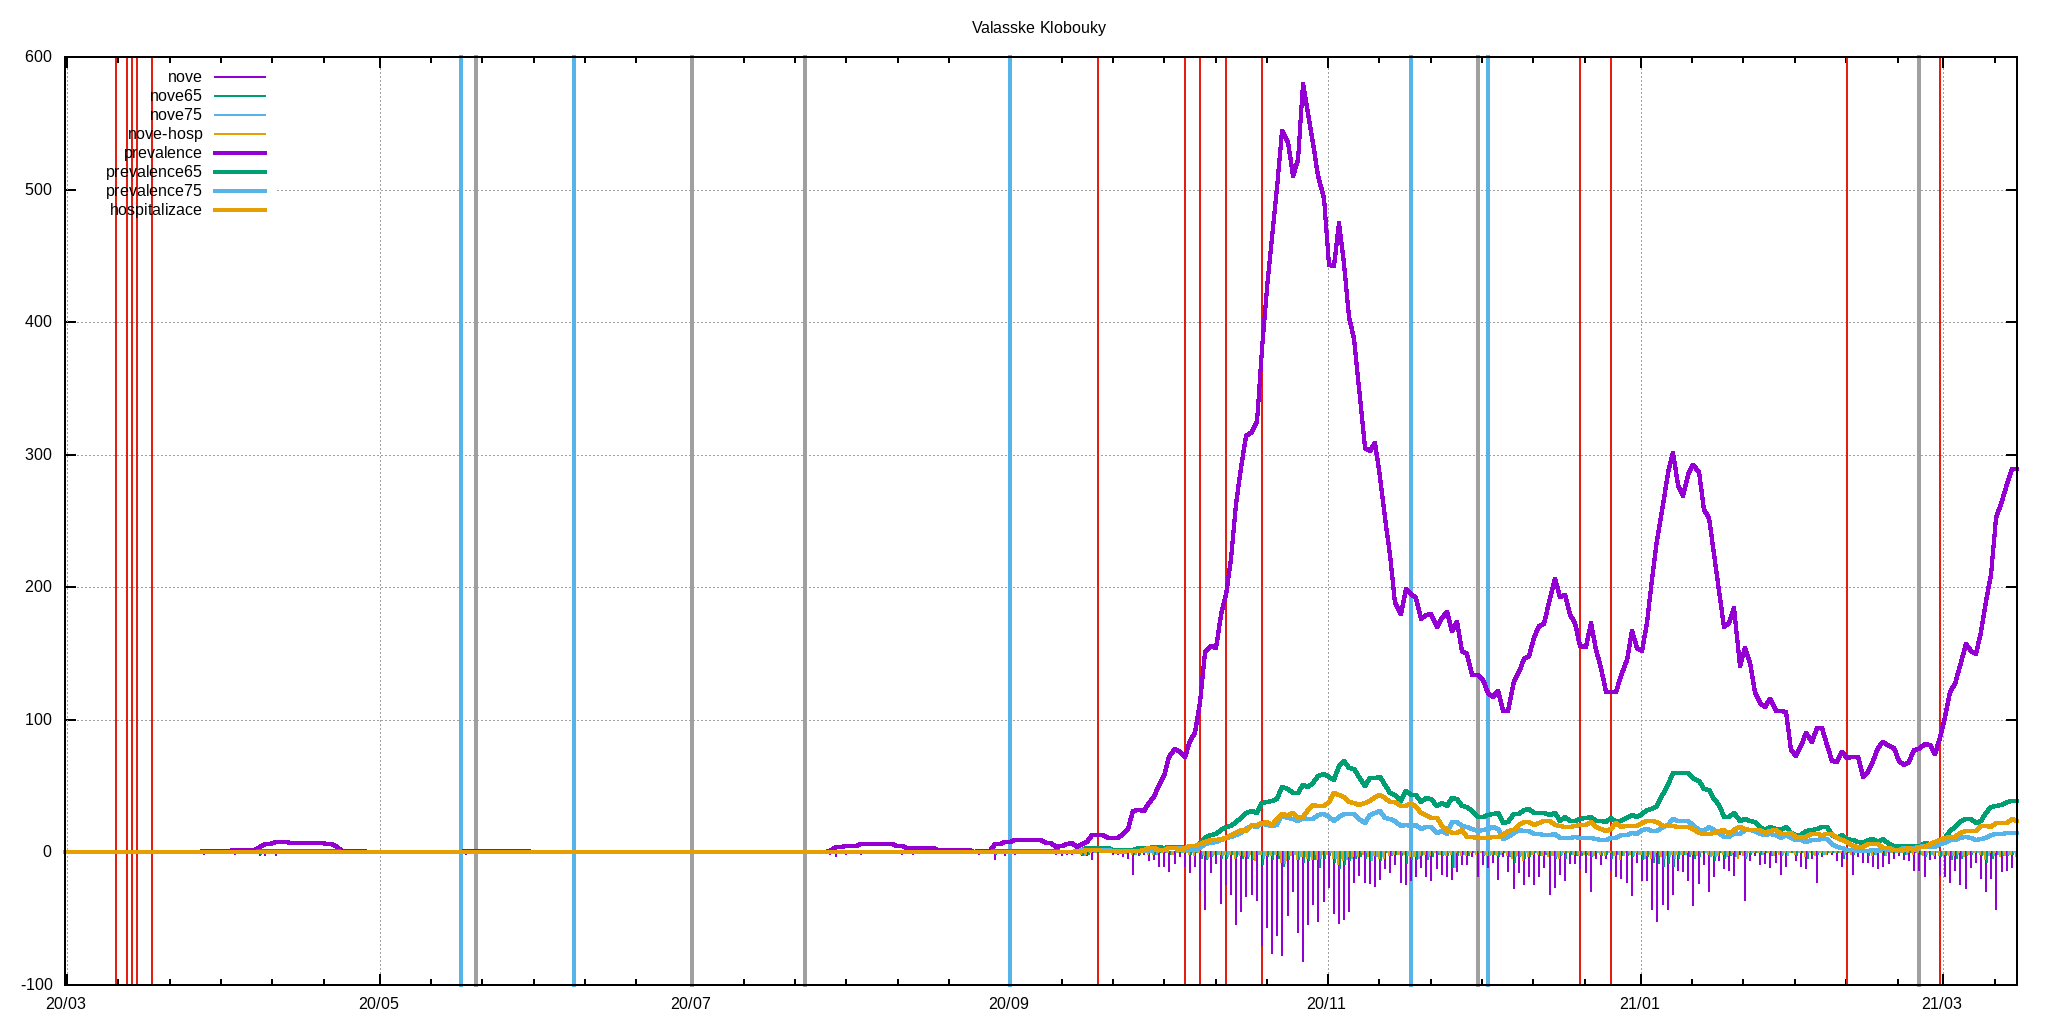 Valasske Klobouky
600
500
400
300
200
100
0
-100
nove
nove65
nove75
nove-hosp
prevalence
prevalence65
prevalence75
hospitalizace
20/03 20/05 20/07 20/09 20/11 21/01 21/03